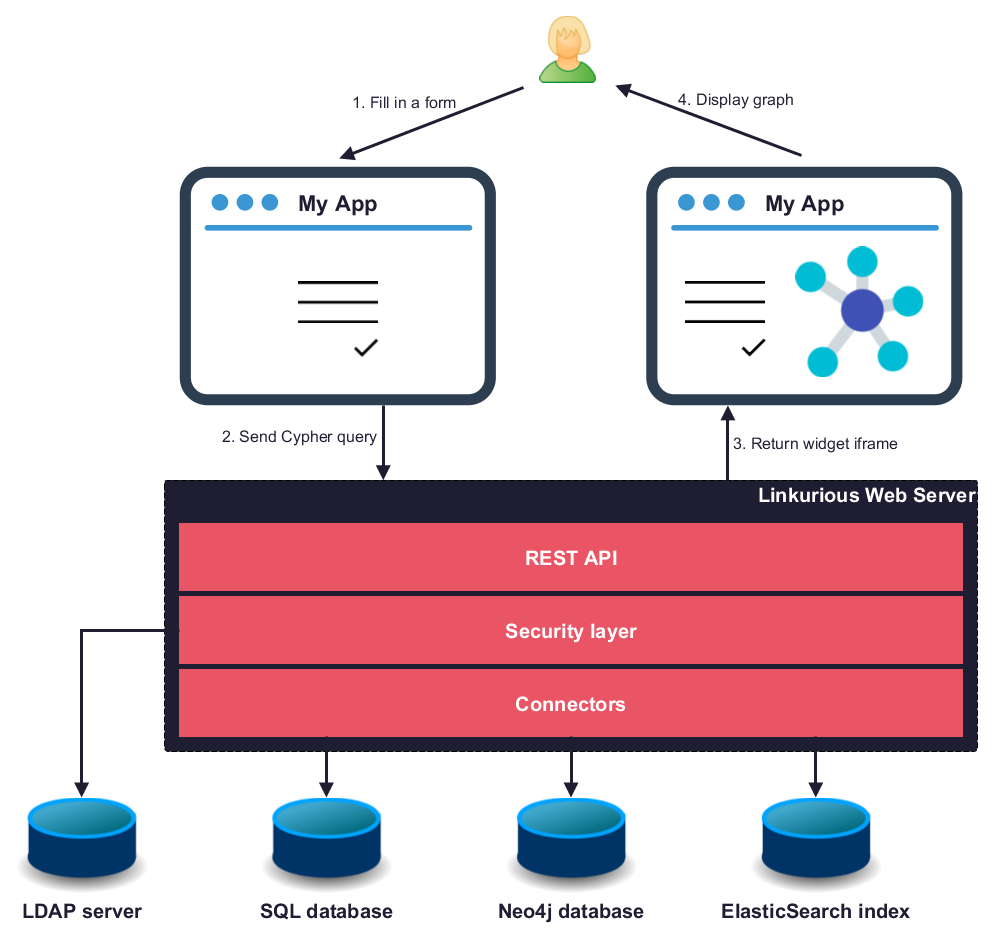 1. Fill in a form
4. Display graph
My App
My App
2. Send Cypher query
3. Return widget iframe
Linkurious Web Server
REST API
Security layer
Connectors
LDAP server
SQL database
Neo4j database
ElasticSearch index